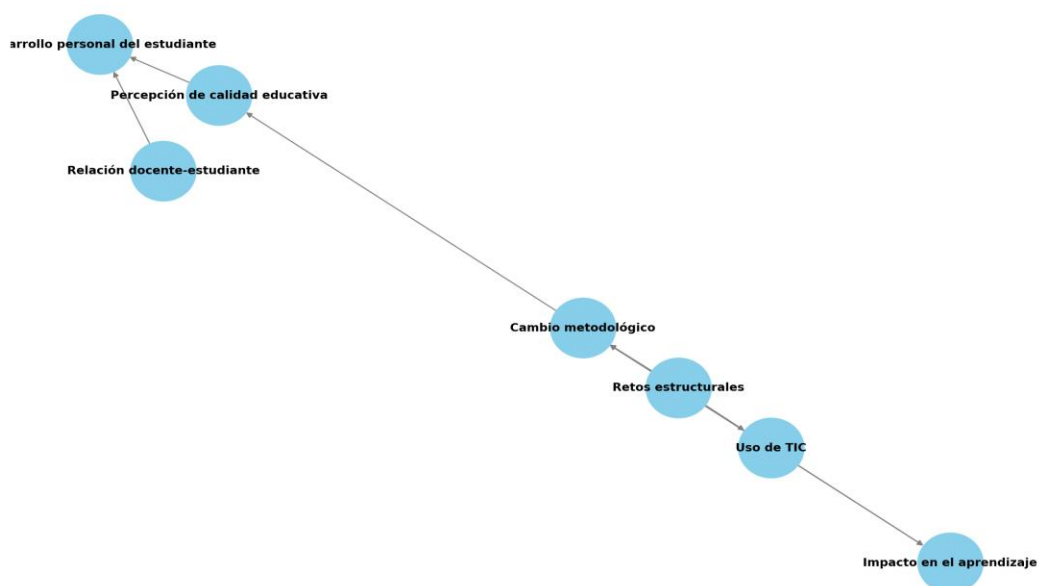 arrollo personal del estudiante
Percepción de calidad educativa
Relación docente-estudiante
Cambio metodológico
Retos estructurales
Uso de TIC
Impacto en el aprendizaje